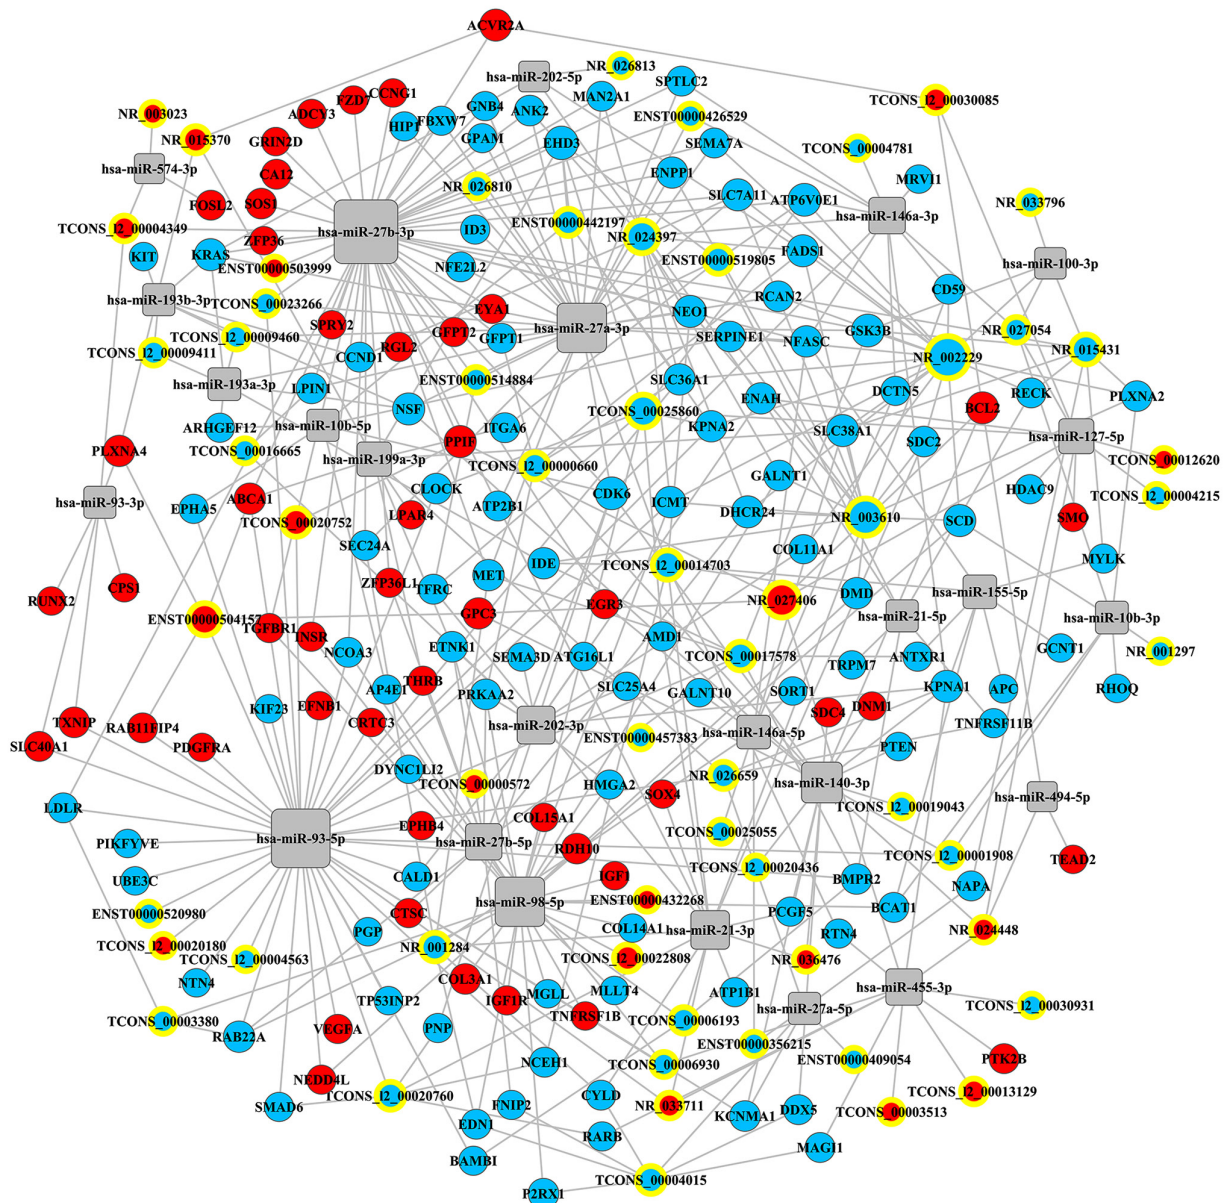 ACVR2A
NR_026813
hsa-miR-202-5p
SPTLC2
CCNG1
FZD7
MAN2A1
TCONS_l2_00030085
ADCY3
GNB4
ANK2
NR_003023
FBXW7
ENST00000426529
HIP1
GPAM
NR_015370
GRIN2D
EHD3
SEMA7A
TCONS_00004781
hsa-miR-574-3p
CA12
ENPP1
MRVI1
NR_026810
SLC7A11
ATP6V0E1
FOSL2
SOS1
NR_033796
hsa-miR-146a-3p
ENST00000442197
TCONS_l2_00004349
hsa-miR-27b-3p
ID3
NR_024397
ZFP36
KRAS
FADS1
KIT
ENST00000503999
NFE2L2
ENST00000519805
hsa-miR-100-3p
RCAN2
CD59
hsa-miR-193b-3p
TCONS_00023266
EYA1
NEO1
SPRY2
hsa-miR-27a-3p
GSK3B
NR_027054
TCONS_l2_00009460
RGL2
GFPT2
GFPT1
SERPINE1
NFASC
TCONS_l2_00009411
CCND1
NR_015431
NR_002229
hsa-miR-193a-3p
LPIN1
ENST00000514884
SLC36A1
ENAH
DCTN5
RECK
PLXNA2
NSF
TCONS_00025860
BCL2
ARHGEF12
hsa-miR-10b-5p
ITGA6
KPNA2
SLC38A1
SDC2
hsa-miR-127-5p
PLXNA4
TCONS_00016665
hsa-miR-199a-3p
PPIF
TCONS_l2_00000660
TCONS_00012620
GALNT1
hsa-miR-93-3p
ABCA1
CLOCK
CDK6
ICMT
HDAC9
TCONS_l2_00004215
EPHA5
LPAR4
ATP2B1
DHCR24
NR_003610
SCD
SMO
TCONS_00020752
SEC24A
IDE
COL11A1
TCONS_l2_00014703
MYLK
MET
ZFP36L1
TFRC
CPS1
RUNX2
NR_027406
DMD
hsa-miR-155-5p
EGR3
GPC3
ENST00000504157
TGFBR1
INSR
hsa-miR-21-5p
hsa-miR-10b-3p
ETNK1
AMD1
NCOA3
SEMA3D
ATG16L1
TCONS_00017578
TRPM7
ANTXR1
GCNT1
NR_001297
THRB
AP4E1
PRKAA2
SLC25A4
GALNT10
SORT1
KPNA1
APC
RHOQ
KIF23
EFNB1
TXNIP
CRTC3
SDC4
DNM1
TNFRSF11B
RAB11FIP4
hsa-miR-202-3p
hsa-miR-146a-5p
SLC40A1
PDGFRA
ENST00000457383
PTEN
DYNC1LI2
TCONS_00000572
HMGA2
NR_026659
hsa-miR-140-3p
SOX4
hsa-miR-494-5p
LDLR
TCONS_l2_00019043
COL15A1
EPHB4
hsa-miR-93-5p
hsa-miR-27b-5p
TCONS_00025055
PIKFYVE
RDH10
TCONS_l2_00001908
TEAD2
TCONS_l2_00020436
CALD1
IGF1
BMPR2
NAPA
UBE3C
ENST00000432268
ENST00000520980
CTSC
hsa-miR-98-5p
PCGF5
BCAT1
COL14A1
hsa-miR-21-3p
RTN4
NR_024448
PGP
TCONS_l2_00020180
NR_001284
TCONS_l2_00004563
TCONS_l2_00022808
NR_036476
NTN4
COL3A1
MGLL
MLLT4
ATP1B1
hsa-miR-455-3p
TP53INP2
IGF1R
hsa-miR-27a-5p
TCONS_l2_00030931
TCONS_00003380
TNFRSF1B
TCONS_00006193
VEGFA
PNP
RAB22A
ENST00000356215
NCEH1
TCONS_00006930
ENST00000409054
PTK2B
NEDD4L
TCONS_l2_00020760
CYLD
TCONS_l2_00013129
SMAD6
FNIP2
NR_033711
DDX5
TCONS_00003513
KCNMA1
EDN1
RARB
MAGI1
BAMBI
TCONS_00004015
P2RX1